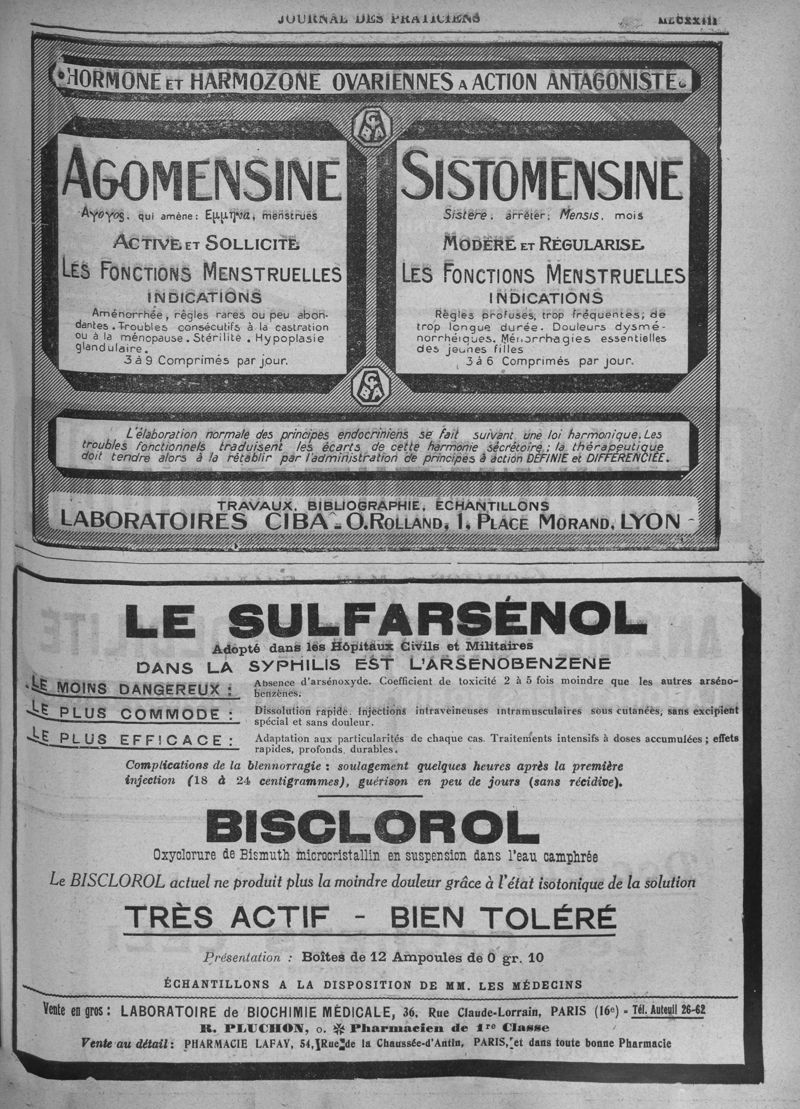 JOURNAL DES PRATICIENS
HORMONE ET HARMOZONE OVARIENNES A ACTION ANTAGONISTE
CIBA
AGOMENSINE
Αγογος, qui amène: Εμμηνα, menstrues
ACTIVE ET SOLLICITE
LES FONCTIONS MENSTRUELLES
INDICATIONS
Aménorrhée, règles rares ou peu abon-
dantes. Troubles consécutifs à la castration
ou à la ménopause. Stérilité. Hypoplasie
glandulaire.
3 à 9 Comprimés par jour.
SISTOMENSINE
Sistere, arrêter; Mensis, mois
MODÈRE ET RÉGULARISE
LES FONCTIONS MENSTRUELLES
INDICATIONS
Règles profuses, trop fréquentes; de
trop longue durée. Douleurs dysmé-
norrhéiques. Ménorrhagies essentielles
des jeunes filles
3 à 6 Comprimés par jour.
CIBA
L'élaboration normale des principes endocriniens se fait suivant une loi harmonique. Les
troubles fonctionnels traduisent les écarts de cette harmonie sécrétoire; la thérapeutique
doit tendre alors à la rétablir par l'administration de principes à action DÉFINIE et DIFFÉRENCIÉE.
TRAVAUX, BIBLIOGRAPHIE, ÉCHANTILLONS
LABORATOIRES CIBA - O. ROLLAND, 1, PLACE MORAND, LYON
LE SULFARSÉNOL
Adopté dans les Hôpitaux Civils et Militaires
DANS LA SYPHILIS EST L'ARSÉNOBENZÈNE
LE MOINS DANGEREUX : Absence d'arsénoxyde. Coefficient de toxicité 2 à 5 fois moindre que les autres arséno-
benzènes.
LE PLUS COMMODE : Dissolution rapide. Injections intraveineuses intramusculaires sous cutanées, sans excipient
spécial et sans douleur.
LE PLUS EFFICACE : Adaptation aux particularités de chaque cas. Traitements intensifs à doses accumulées ; effets
rapides, profonds, durables.
Complications de la blennorragie : soulagement quelques heures après la première
injection (18 à 24 centigrammes), guérison en peu de jours (sans récidive).
BISCLOROL
Oxyclorure de Bismuth microcristallin en suspension dans l'eau camphrée
Le BISCLOROL actuel ne produit plus la moindre douleur grâce à l'état isotonique de la solution
TRÈS ACTIF - BIEN TOLÉRÉ
Présentation : Boîtes de 12 Ampoules de 0 gr. 10
ÉCHANTILLONS A LA DISPOSITION DE MM. LES MÉDECINS
Vente en gros : LABORATOIRE de BIOCHIMIE MÉDICALE, 36, Rue Claude-Lorrain, PARIS (16e) - Tél. Auteuil 26-62
R. PLUCHON, O. ✻ Pharmacien de 1re Classe
Vente au détail : PHARMACIE LAFAY, 54, Rue de la Chaussée-d'Antin, PARIS, et dans toute bonne Pharmacie